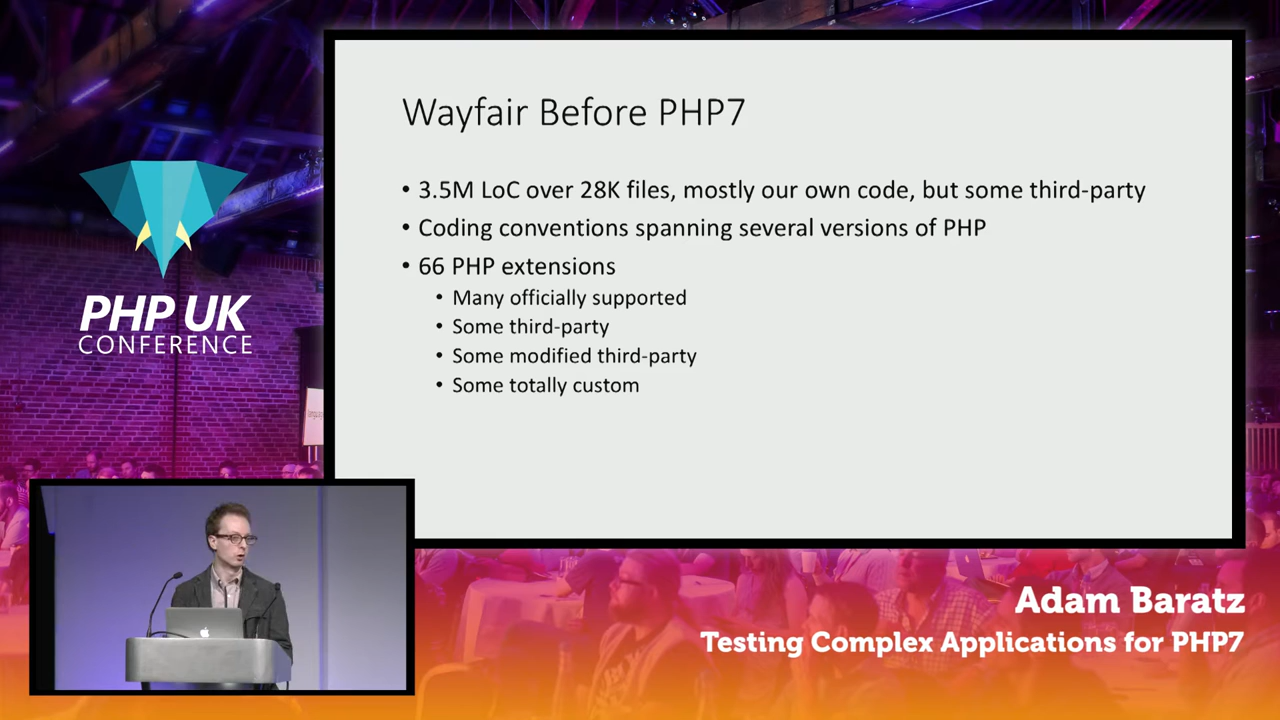 Wayfair Before PHP7
• 3.5M LoC over 28K files, mostly our own code, but some third-party
• Coding conventions spanning several versions of PHP
• 66 PHP extensions
• Many officially supported
• Some third-party
• Some modified third-party
• Some totally custom
PHP UK
CONFERENCE
Adam Baratz
Testing Complex Applications for PHP7